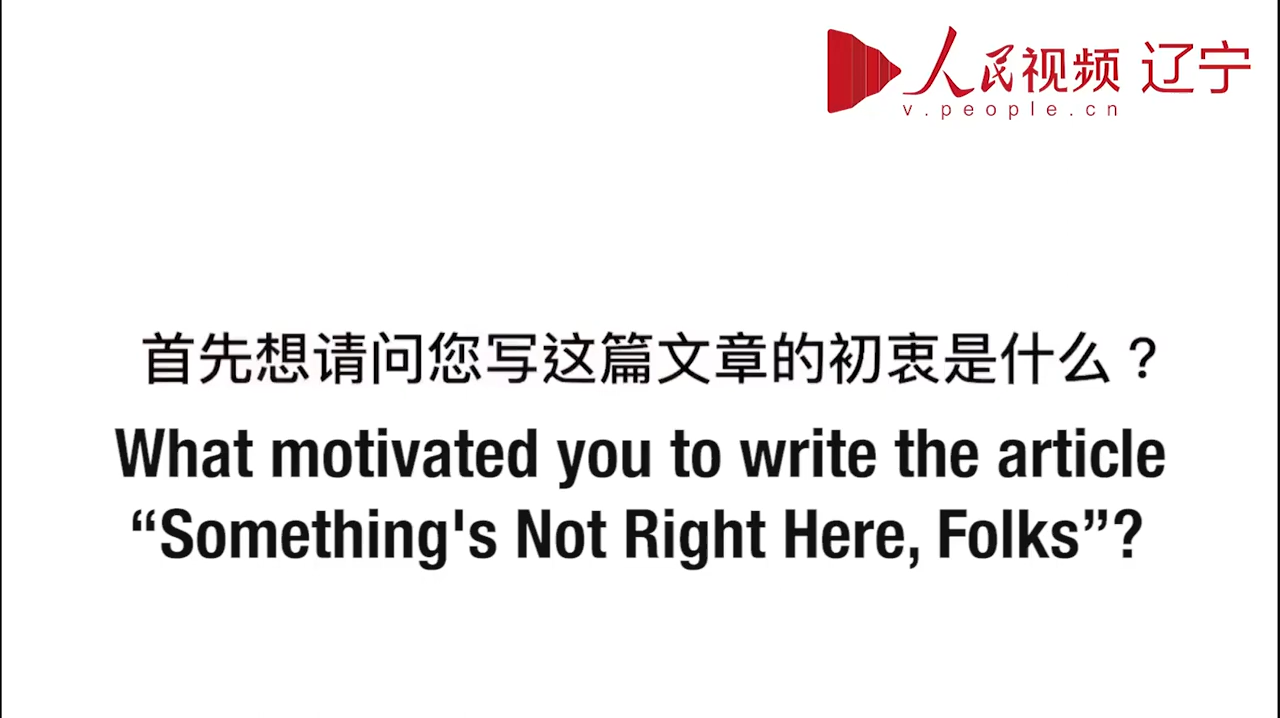 人民视频 辽宁
v.people.cn
首先想请问您写这篇文章的初衷是什么？
What motivated you to write the article
“Something's Not Right Here, Folks”?